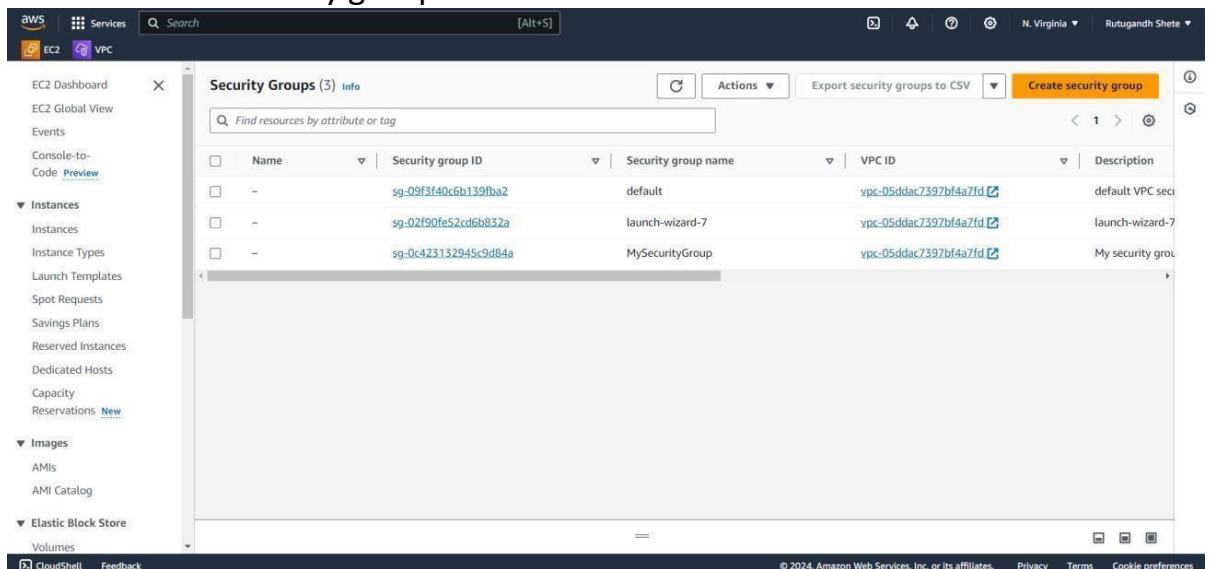 y group
aws Services Search [Alt+S] N. Virginia ▼ Rutugandh Shete ▼
EC2 VPC
EC2 Dashboard
EC2 Global View
Events
Console-to-
Code Preview
▼ Instances
Instances
Instance Types
Launch Templates
Spot Requests
Savings Plans
Reserved Instances
Dedicated Hosts
Capacity
Reservations New
▼ Images
AMIs
AMI Catalog
▼ Elastic Block Store
Volumes
Security Groups (3) Info Actions ▼ Export security groups to CSV ▼ Create security group
Find resources by attribute or tag < 1 >
Name Security group ID Security group name VPC ID Description
- sg-09f3f40c6b139fba2 default vpc-05ddac7397bf4a7fd default VPC secu
- sg-02f90fe52cd6b832a launch-wizard-7 vpc-05ddac7397bf4a7fd launch-wizard-7
- sg-0c423132945c9d84a MySecurityGroup vpc-05ddac7397bf4a7fd My security grou
CloudShell Feedback © 2024, Amazon Web Services, Inc. or its affiliates. Privacy Terms Cookie preferences